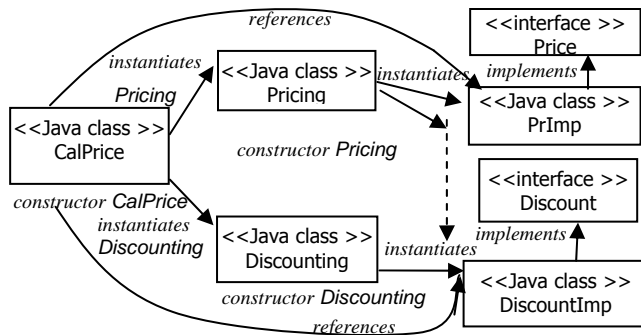 references
<<interface >>
Price
instantiates
Pricing
<<Java class >>
Pricing
instantiates
implements
<<Java class >>
PrImp
<<Java class >>
CalPrice
constructor Pricing
<<interface >>
Discount
constructor CalPrice
instantiates
Discounting
<<Java class >>
Discounting
instantiates
implements
<<Java class >>
DiscountImp
constructor Discounting
references